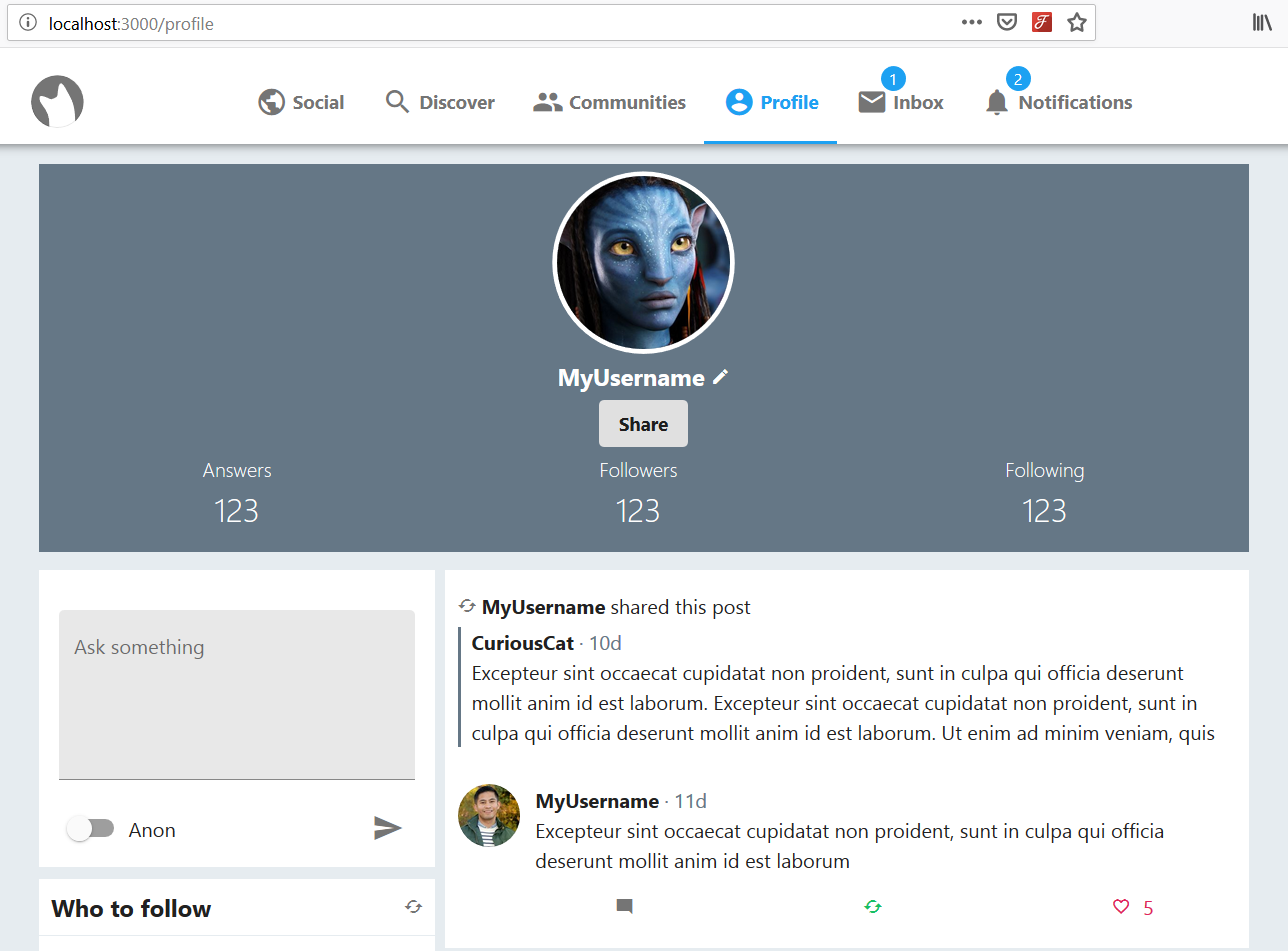 localhost:3000/profile
Social
Discover
Communities
Profile
1
Inbox
2
Notifications
MyUsername
Share
Answers
Followers
Following
123
123
123
Ask something
Anon
Who to follow
MyUsername shared this post
CuriousCat · 10d
Excepteur sint occaecat cupidatat non proident, sunt in culpa qui officia deserunt
mollit anim id est laborum. Excepteur sint occaecat cupidatat non proident, sunt in
culpa qui officia deserunt mollit anim id est laborum. Ut enim ad minim veniam, quis
MyUsername · 11d
Excepteur sint occaecat cupidatat non proident, sunt in culpa qui officia
deserunt mollit anim id est laborum
5